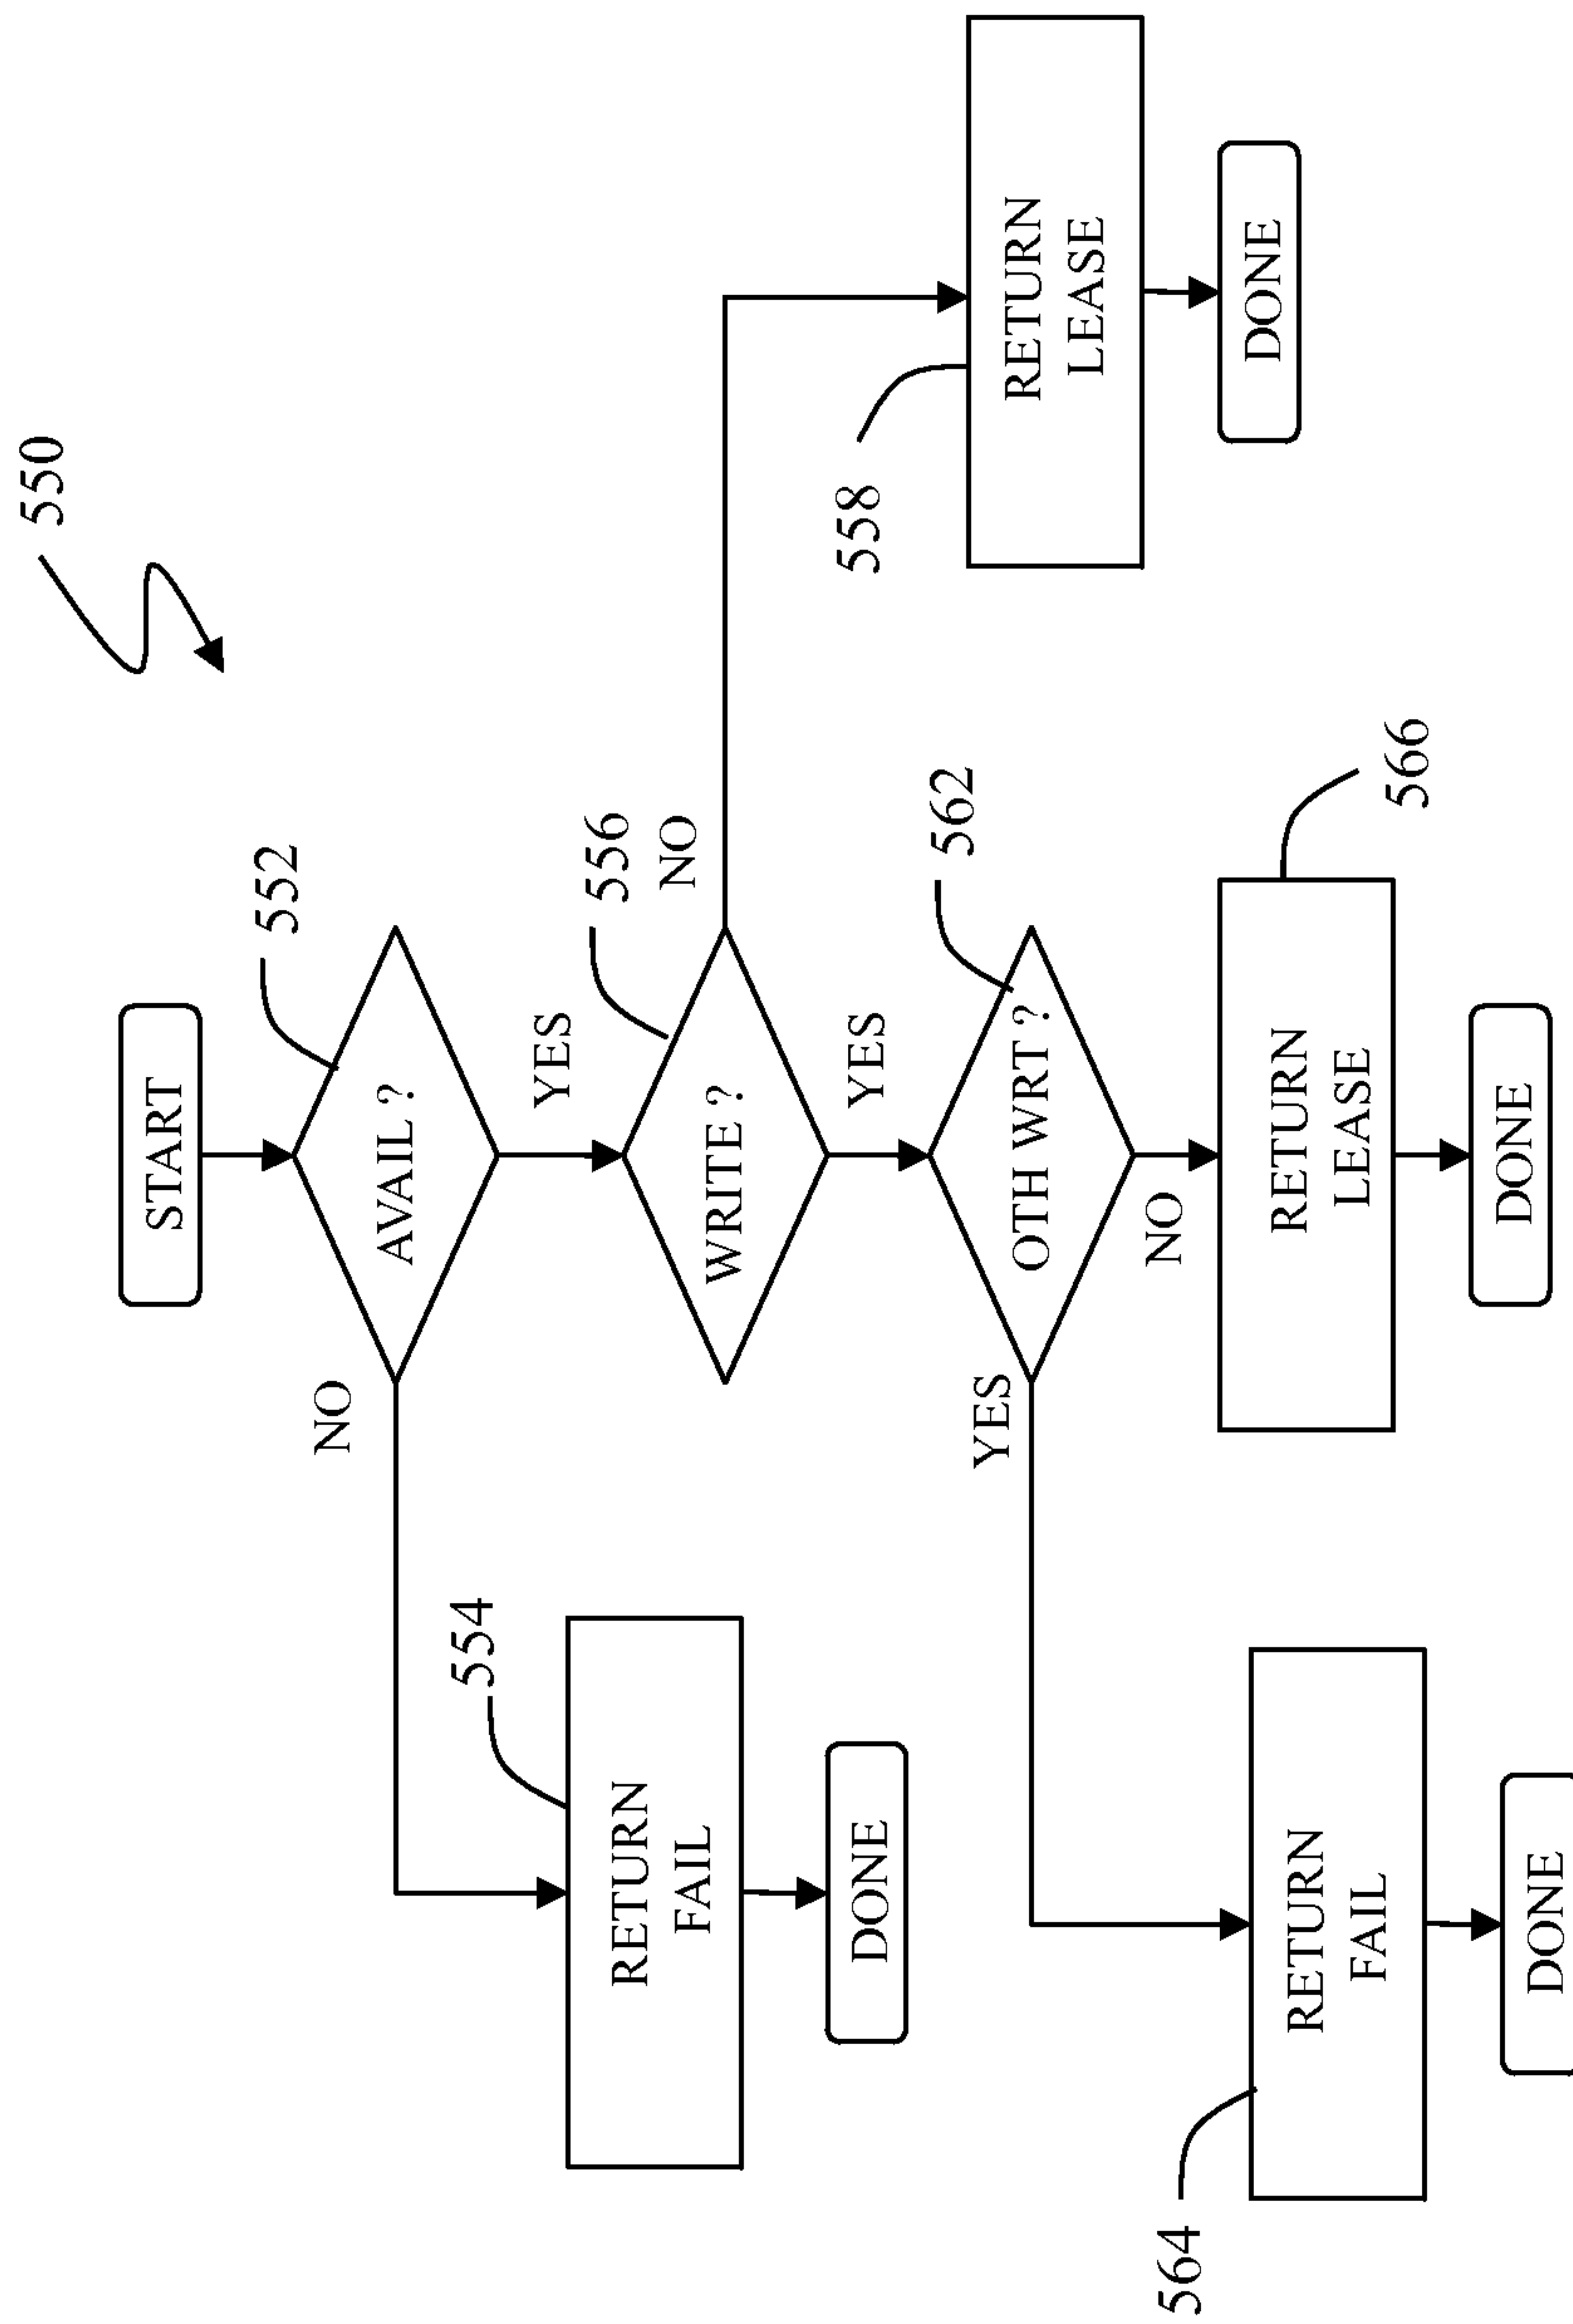 550
START
552
AVAIL ?
NO
YES
554
RETURN
FAIL
DONE
556
WRITE ?
NO
YES
558
RETURN
LEASE
DONE
562
OTH WRT ?
YES
NO
564
RETURN
FAIL
DONE
566
RETURN
LEASE
DONE